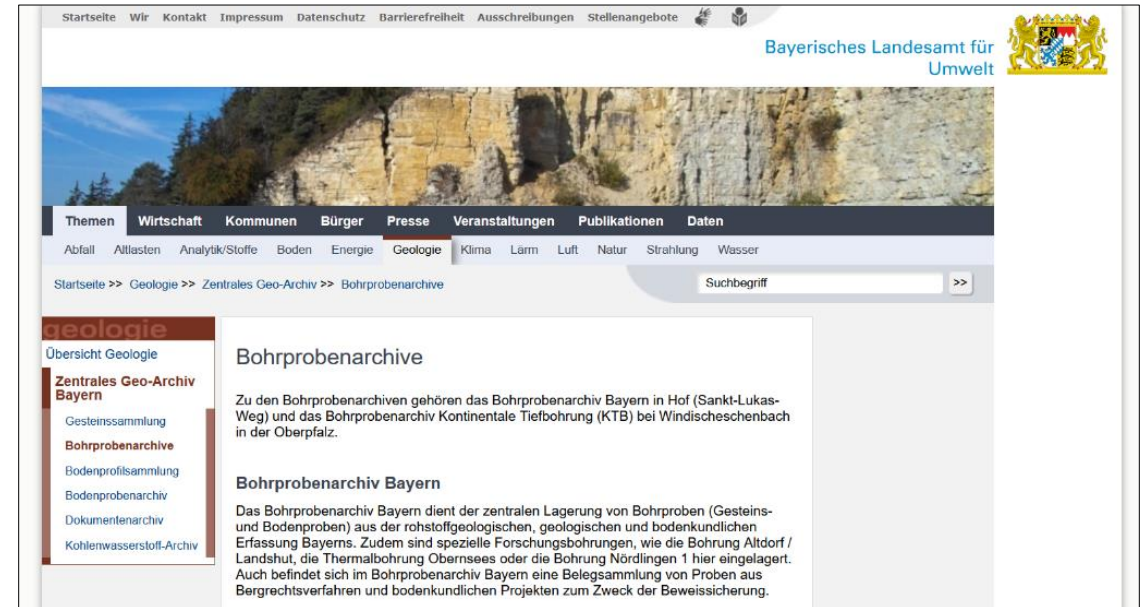 Startseite Wir Kontakt Impressum Datenschutz Barrierefreiheit Ausschreibungen Stellenangebote
Bayerisches Landesamt für
Umwelt
Themen Wirtschaft Kommunen Bürger Presse Veranstaltungen Publikationen Daten
Abfall Altlasten Analytik/Stoffe Boden Energie Geologie Klima Lärm Luft Natur Strahlung Wasser
Startseite >> Geologie >> Zentrales Geo-Archiv >> Bohrprobenarchive
Suchbegriff >>
geologie
Übersicht Geologie
Zentrales Geo-Archiv
Bayern
Gesteinssammlung
Bohrprobenarchive
Bodenprofilsammlung
Bodenprobenarchiv
Dokumentenarchiv
Kohlenwasserstoff-Archiv
Bohrprobenarchive
Zu den Bohrprobenarchiven gehören das Bohrprobenarchiv Bayern in Hof (Sankt-Lukas-
Weg) und das Bohrprobenarchiv Kontinentale Tiefbohrung (KTB) bei Windischeschenbach
in der Oberpfalz.
Bohrprobenarchiv Bayern
Das Bohrprobenarchiv Bayern dient der zentralen Lagerung von Bohrproben (Gesteins-
und Bodenproben) aus der rohstoffgeologischen, geologischen und bodenkundlichen
Erfassung Bayerns. Zudem sind spezielle Forschungsbohrungen, wie die Bohrung Altdorf /
Landshut, die Thermalbohrung Obernsees oder die Bohrung Nördlingen 1 hier eingelagert.
Auch befindet sich im Bohrprobenarchiv Bayern eine Belegsammlung von Proben aus
Bergrechtsverfahren und bodenkundlichen Projekten zum Zweck der Beweissicherung.